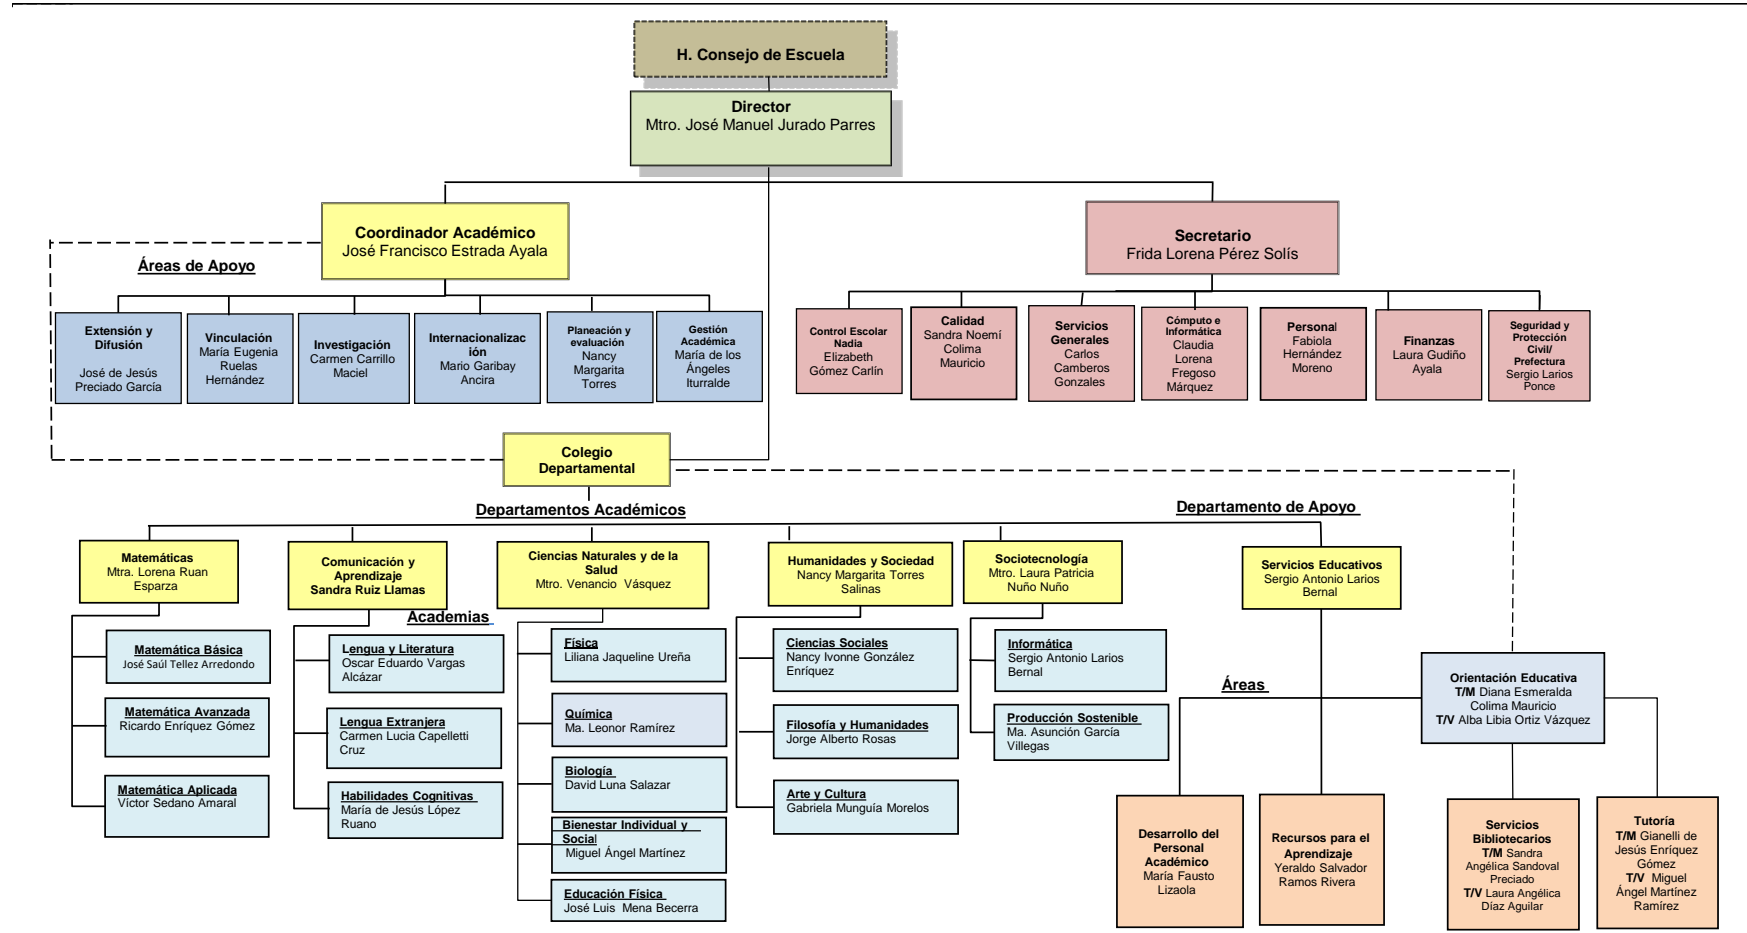 H. Consejo de Escuela
Director
Mtro. José Manuel Jurado Parres
Coordinador Académico
José Francisco Estrada Ayala
Secretario
Frida Lorena Pérez Solís
Áreas de Apoyo
Extensión y
Difusión
José de Jesús
Preciado García
Vinculación
María Eugenia
Ruelas
Hernández
Investigación
Carmen Carrillo
Maciel
Internacionalizac
ión
Mario Garibay
Ancira
Planeación y
evaluación
Nancy
Margarita
Torres
Gestión
Académica
María de los
Ángeles
Iturralde
Control Escolar
Nadia
Elizabeth
Gómez Carlín
Calidad
Sandra Noemí
Colima
Mauricio
Servicios
Generales
Carlos
Camberos
Gonzales
Cómputo e
Informática
Claudia
Lorena
Fregoso
Márquez
Personal
Fabiola
Hernández
Moreno
Finanzas
Laura Gudiño
Ayala
Seguridad y
Protección
Civil/
Prefectura
Sergio Larios
Ponce
Colegio
Departamental
Departamentos Académicos
Departamento de Apoyo
Matemáticas
Mtra. Lorena Ruan
Esparza
Comunicación y
Aprendizaje
Sandra Ruiz Llamas
Ciencias Naturales y de la
Salud
Mtro. Venancio Vásquez
Humanidades y Sociedad
Nancy Margarita Torres
Salinas
Sociotecnología
Mtro. Laura Patricia
Nuño Nuño
Servicios Educativos
Sergio Antonio Larios
Bernal
Academias
Matemática Básica
José Saúl Tellez Arredondo
Matemática Avanzada
Ricardo Enríquez Gómez
Matemática Aplicada
Víctor Sedano Amaral
Lengua y Literatura
Oscar Eduardo Vargas
Alcázar
Lengua Extranjera
Carmen Lucia Capelletti
Cruz
Habilidades Cognitivas
María de Jesús López
Ruano
Física
Liliana Jaqueline Ureña
Química
Ma. Leonor Ramírez
Biología
David Luna Salazar
Bienestar Individual y
Social
Miguel Ángel Martínez
Educación Física
José Luis Mena Becerra
Ciencias Sociales
Nancy Ivonne González
Enríquez
Filosofía y Humanidades
Jorge Alberto Rosas
Arte y Cultura
Gabriela Munguía Morelos
Informática
Sergio Antonio Larios
Bernal
Producción Sostenible
Ma. Asunción García
Villegas
Áreas
Orientación Educativa
T/M Diana Esmeralda
Colima Mauricio
T/V Alba Libia Ortiz Vázquez
Desarrollo del
Personal
Académico
María Fausto
Lizaola
Recursos para el
Aprendizaje
Yeraldo Salvador
Ramos Rivera
Servicios
Bibliotecarios
T/M Sandra
Angélica Sandoval
Preciado
T/V Laura Angélica
Díaz Aguilar
Tutoría
T/M Gianelli de
Jesús Enríquez
Gómez
T/V Miguel
Ángel Martínez
Ramírez